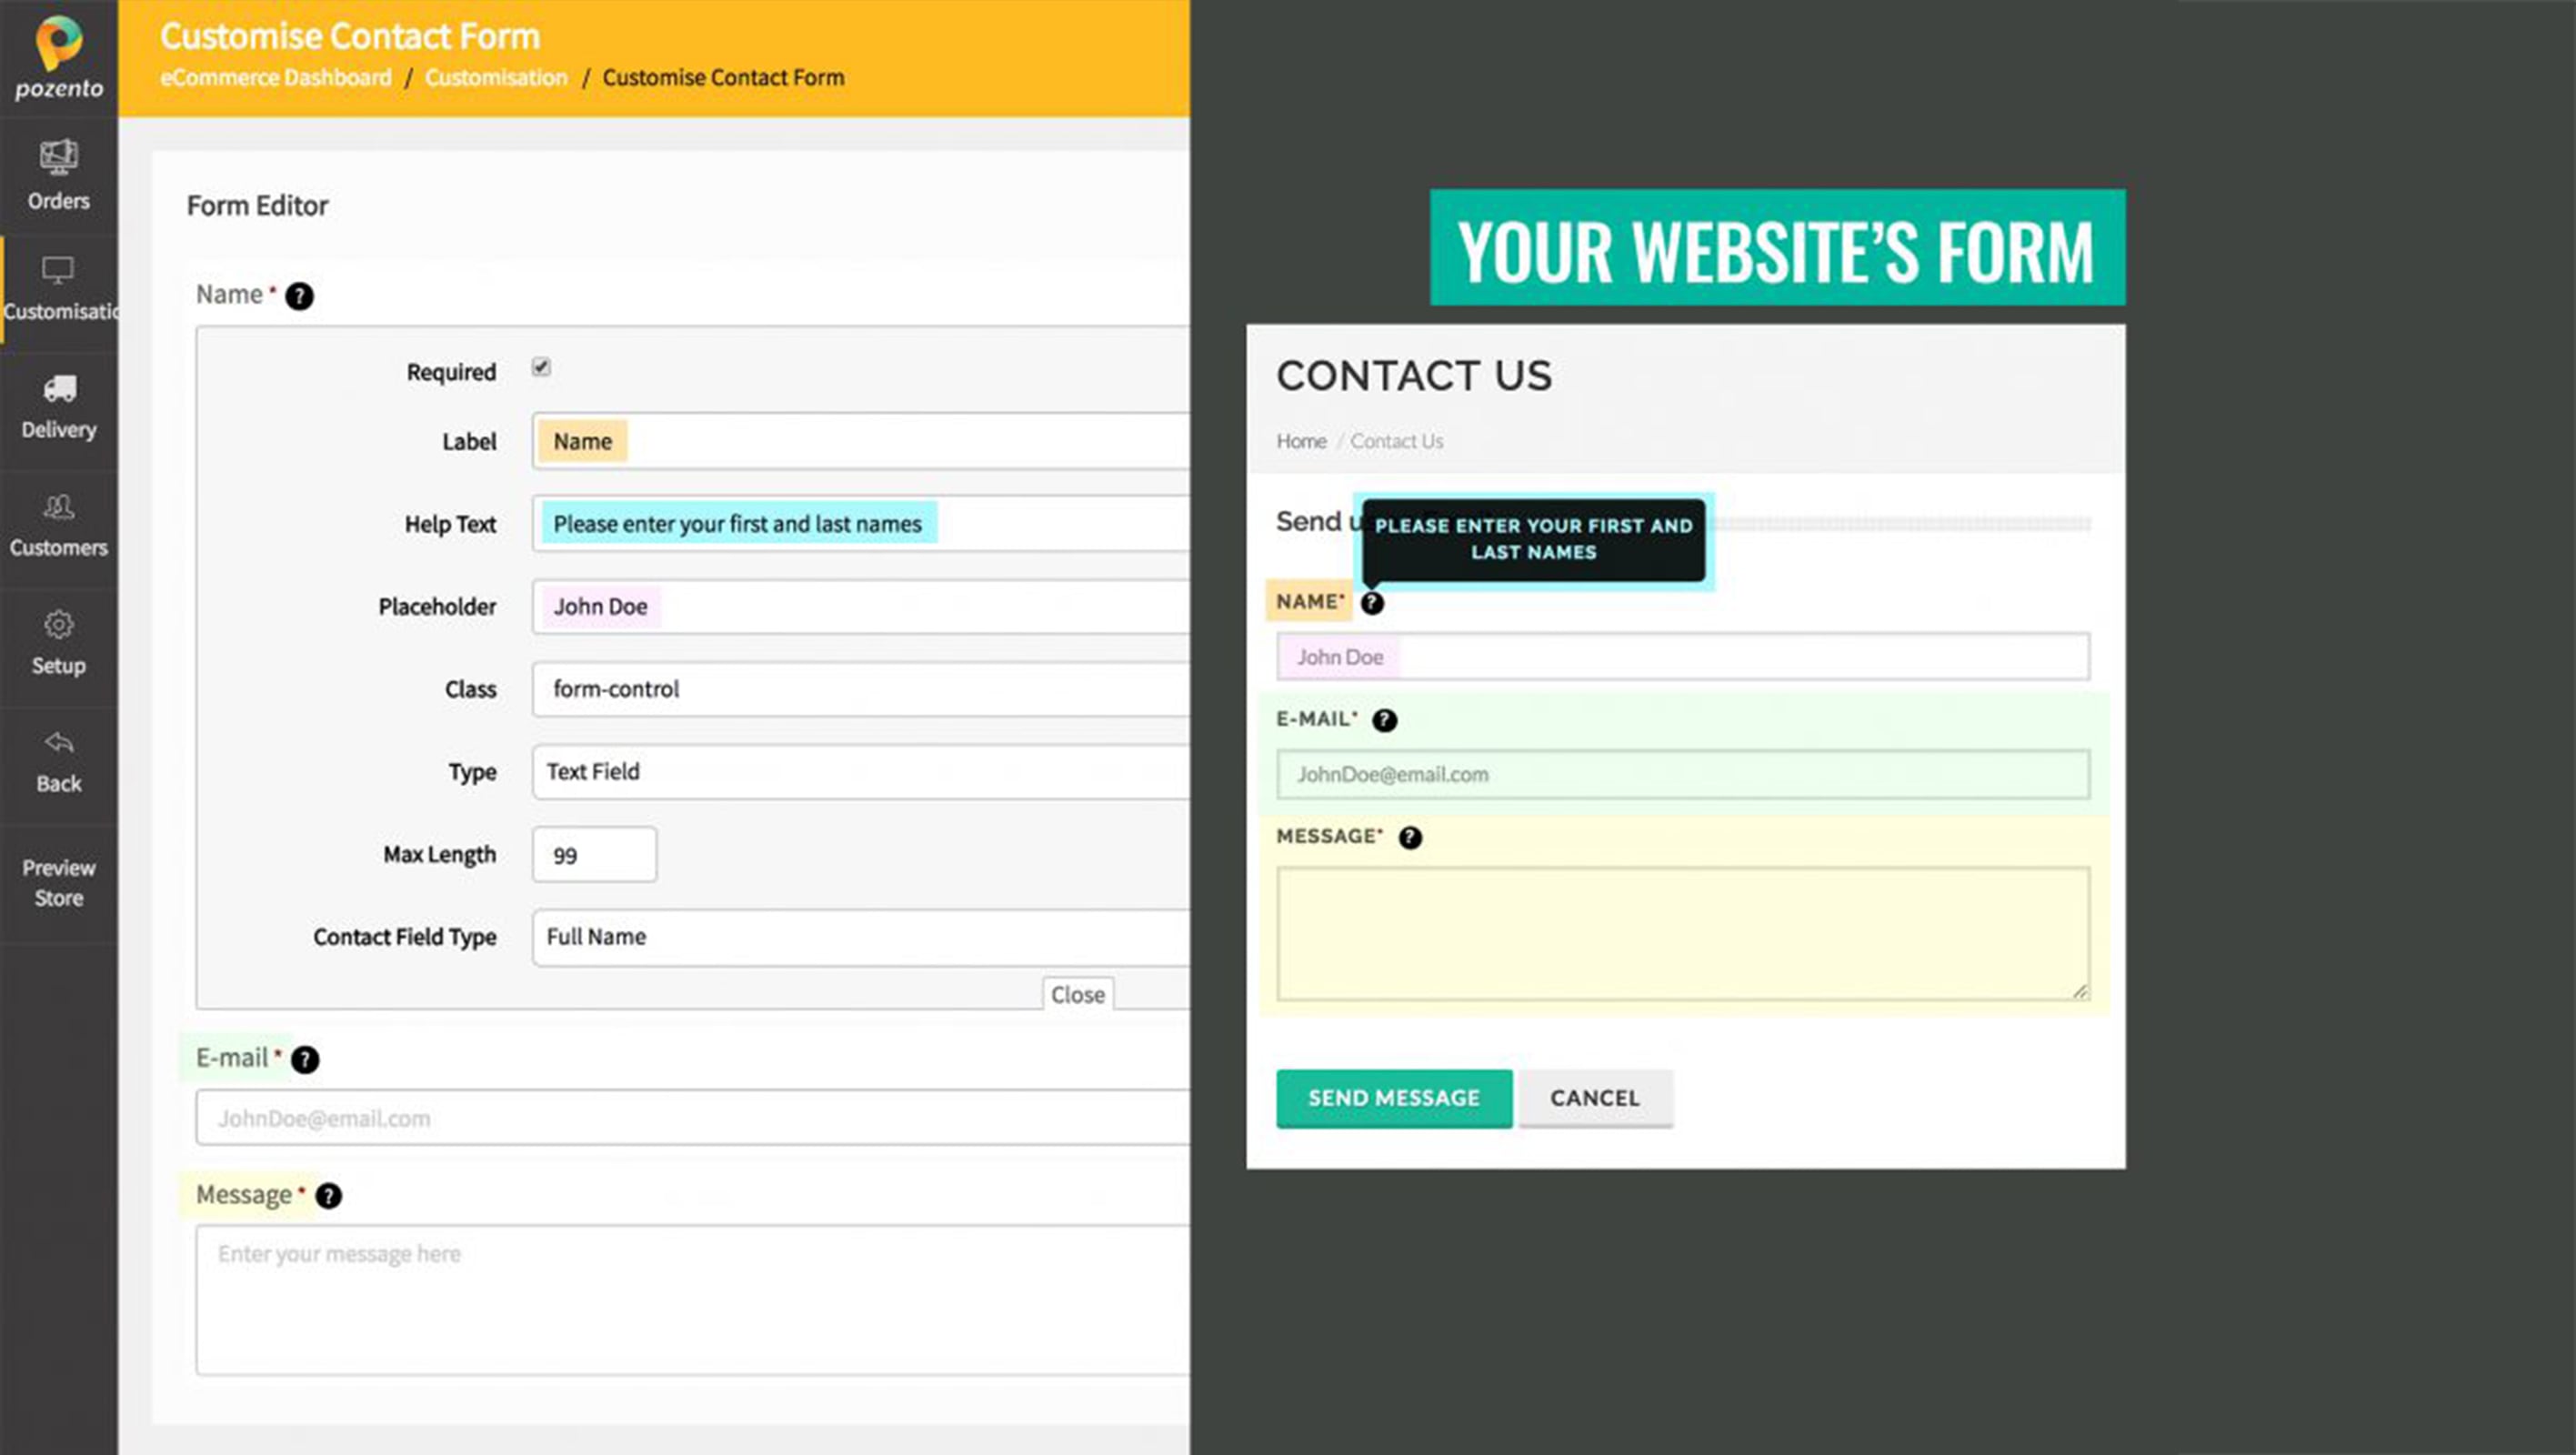 pozento
Orders
Customisatio
Delivery
Customers
Setup
Back
Preview
Store
Customise Contact Form
eCommerce Dashboard / Customisation / Customise Contact Form
Form Editor
Name * ?
Required
Label Name
Help Text Please enter your first and last names
Placeholder John Doe
Class form-control
Type Text Field
Max Length 99
Contact Field Type Full Name
Close
E-mail * ?
JohnDoe@email.com
Message * ?
Enter your message here
YOUR WEBSITE'S FORM
CONTACT US
Home / Contact Us
Send
PLEASE ENTER YOUR FIRST AND
LAST NAMES
NAME* ?
John Doe
E-MAIL* ?
JohnDoe@email.com
MESSAGE* ?
SEND MESSAGE CANCEL